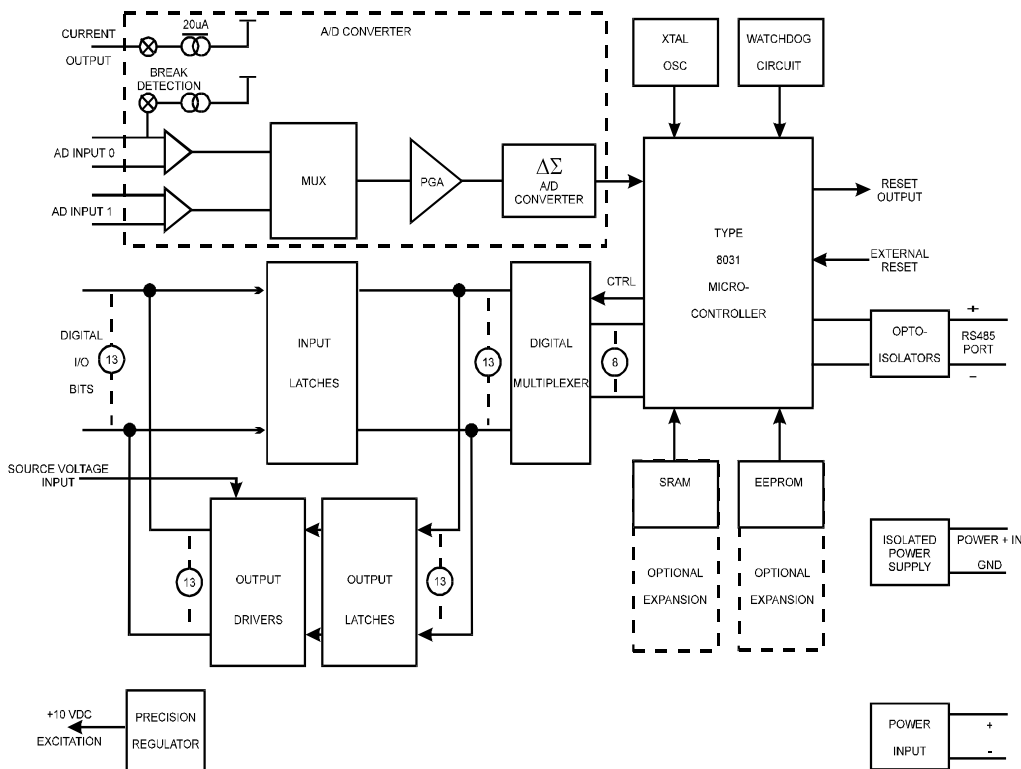 CURRENT
OUTPUT
20uA
A/D CONVERTER
BREAK
DETECTION
AD INPUT 0
AD INPUT 1
MUX
PGA
ΔΣ
A/D
CONVERTER
XTAL
OSC
WATCHDOG
CIRCUIT
TYPE
8031
MICRO-
CONTROLLER
RESET
OUTPUT
EXTERNAL
RESET
DIGITAL
I/O
BITS
13
INPUT
LATCHES
13
DIGITAL
MULTIPLEXER
CTRL
8
OPTO-
ISOLATORS
+
RS485
PORT
–
SOURCE VOLTAGE
INPUT
13
OUTPUT
DRIVERS
OUTPUT
LATCHES
13
SRAM
OPTIONAL
EXPANSION
EEPROM
OPTIONAL
EXPANSION
ISOLATED
POWER
SUPPLY
POWER + IN
GND
+10 VDC
EXCITATION
PRECISION
REGULATOR
POWER
INPUT
+
-